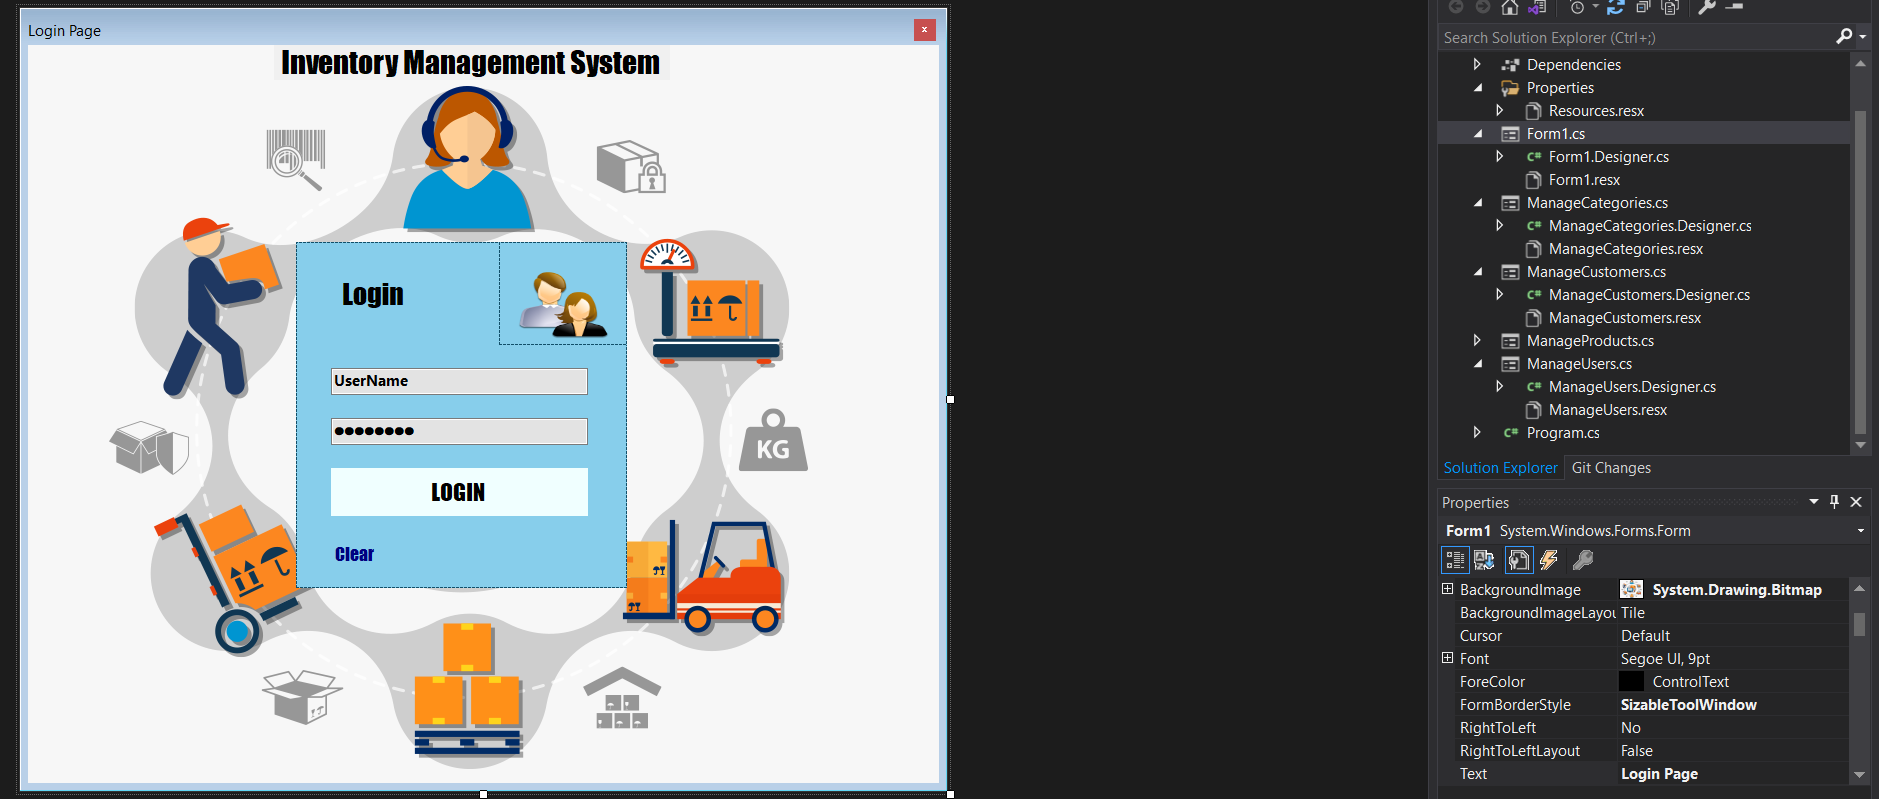 Login Page
x
Inventory Management System
Login
UserName
●●●●●●●●
LOGIN
Clear
KG
Search Solution Explorer (Ctrl+;)
Dependencies
Properties
Resources.resx
Form1.cs
C# Form1.Designer.cs
Form1.resx
ManageCategories.cs
C# ManageCategories.Designer.cs
ManageCategories.resx
ManageCustomers.cs
C# ManageCustomers.Designer.cs
ManageCustomers.resx
ManageProducts.cs
ManageUsers.cs
C# ManageUsers.Designer.cs
ManageUsers.resx
C# Program.cs
Solution Explorer Git Changes
Properties
Form1 System.Windows.Forms.Form
BackgroundImage System.Drawing.Bitmap
BackgroundImageLayou Tile
Cursor Default
Font Segoe UI, 9pt
ForeColor ControlText
FormBorderStyle SizableToolWindow
RightToLeft No
RightToLeftLayout False
Text Login Page